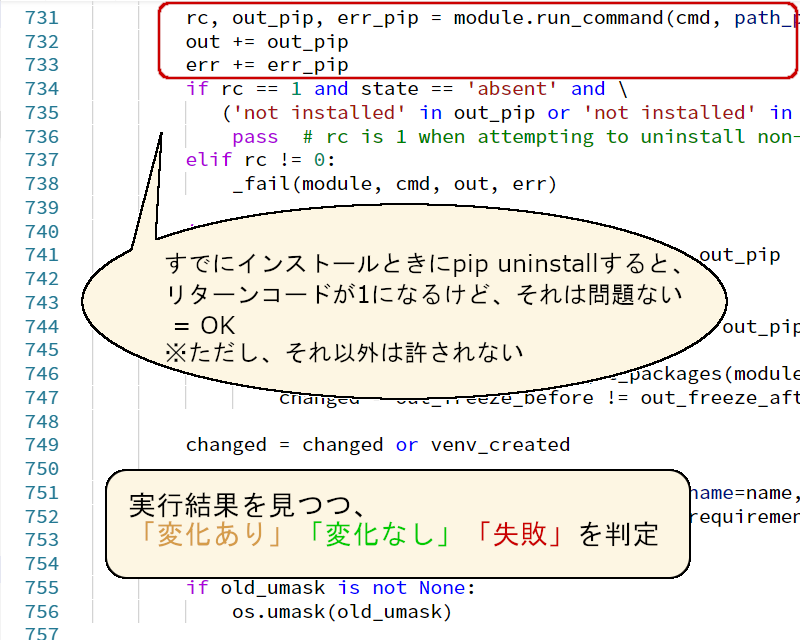 731 rc, out_pip, err_pip = module.run_command(cmd, path_p
732 out += out_pip
733 err += err_pip
734 if rc == 1 and state == 'absent' and \
735 ('not installed' in out_pip or 'not installed' in
736 pass # rc is 1 when attempting to uninstall non-
737 elif rc != 0:
738 _fail(module, cmd, out, err)
739
740
741 out_pip
742
743
744 out_pip
745
746 _packages(module
747 changed = out_freeze_before != out_freeze_aft
748
749 changed = changed or venv_created
750
751 name=name,
752 requiremen
753
754
755 if old_umask is not None:
756 os.umask(old_umask)
757
すでにインストールときにpip uninstallすると、
リターンコードが1になるけど、それは問題ない
= OK
※ただし、それ以外は許されない
実行結果を見つつ、
「変化あり」「変化なし」「失敗」を判定